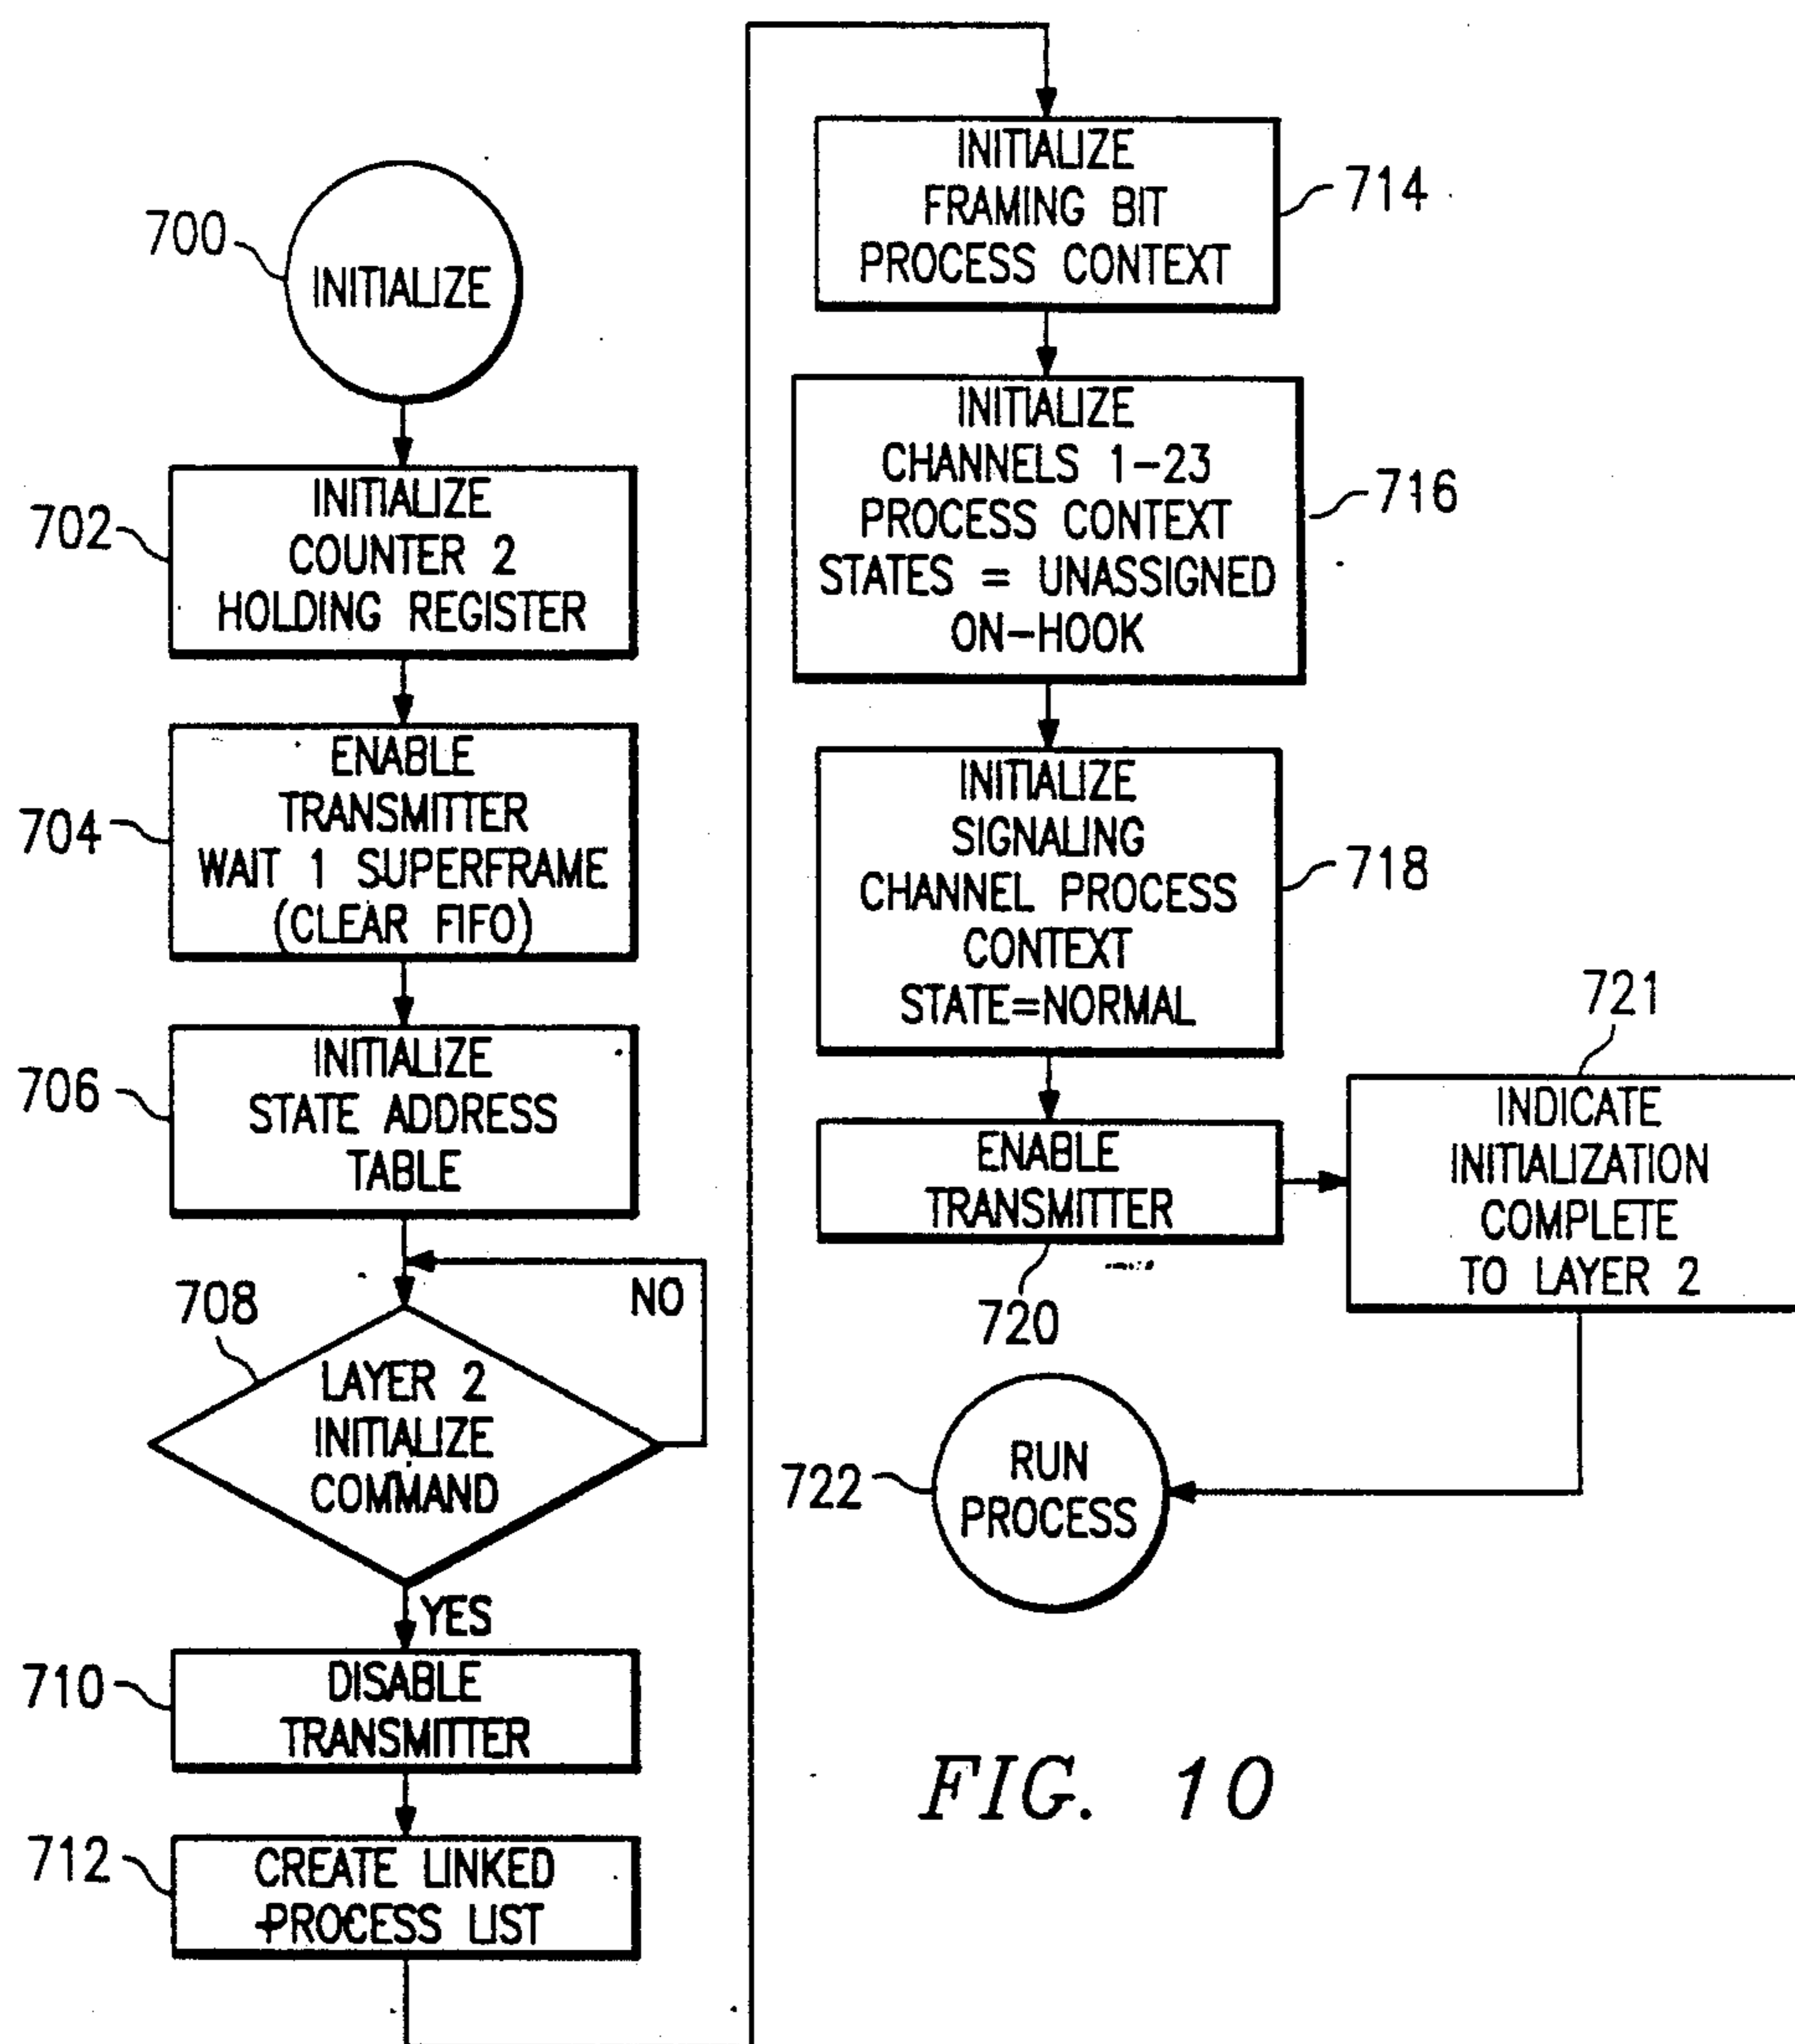 700
INITIALIZE
702
INITIALIZE
COUNTER 2
HOLDING REGISTER
704
ENABLE
TRANSMITTER
WAIT 1 SUPERFRAME
(CLEAR FIFO)
706
INITIALIZE
STATE ADDRESS
TABLE
708
LAYER 2
INITIALIZE
COMMAND
NO
YES
710
DISABLE
TRANSMITTER
712
CREATE LINKED
PROCESS LIST
INITIALIZE
FRAMING BIT
PROCESS CONTEXT
714
INITIALIZE
CHANNELS 1-23
PROCESS CONTEXT
STATES = UNASSIGNED
ON-HOOK
716
INITIALIZE
SIGNALING
CHANNEL PROCESS
CONTEXT
STATE=NORMAL
718
ENABLE
TRANSMITTER
720
721
INDICATE
INITIALIZATION
COMPLETE
TO LAYER 2
722
RUN
PROCESS
FIG. 10